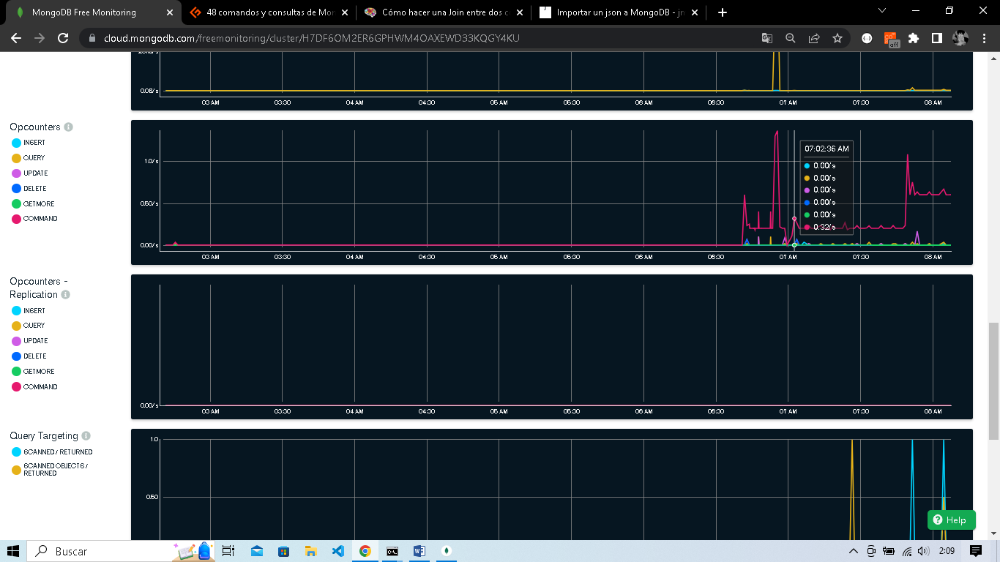 MongoDB Free Monitoring
48 comandos y consultas de Mon
Cómo hacer una Join entre dos c
Importar un json a MongoDB - jn
cloud.mongodb.com/freemonitoring/cluster/H7DF6OM2ER6GPHWM4OAXEWD33KQGY4KU
off
0.08/s
03 AM 03:30 04 AM 04:30 05 AM 05:30 06 AM 06:30 07 AM 07:30 08 AM
Opcounters
INSERT
QUERY
UPDATE
DELETE
GETMORE
COMMAND
1.0/s
0.50/s
0.00/s
07:02:36 AM
0.00/s
0.00/s
0.00/s
0.00/s
0.00/s
0.32/s
03 AM 03:30 04 AM 04:30 05 AM 05:30 06 AM 06:30 07 AM 07:30 08 AM
Opcounters -
Replication
INSERT
QUERY
UPDATE
DELETE
GETMORE
COMMAND
0.00/s
03 AM 03:30 04 AM 04:30 05 AM 05:30 06 AM 06:30 07 AM 07:30 08 AM
Query Targeting
SCANNED / RETURNED
SCANNED OBJECTS /
RETURNED
1.0
0.50
Help
Buscar
2:09